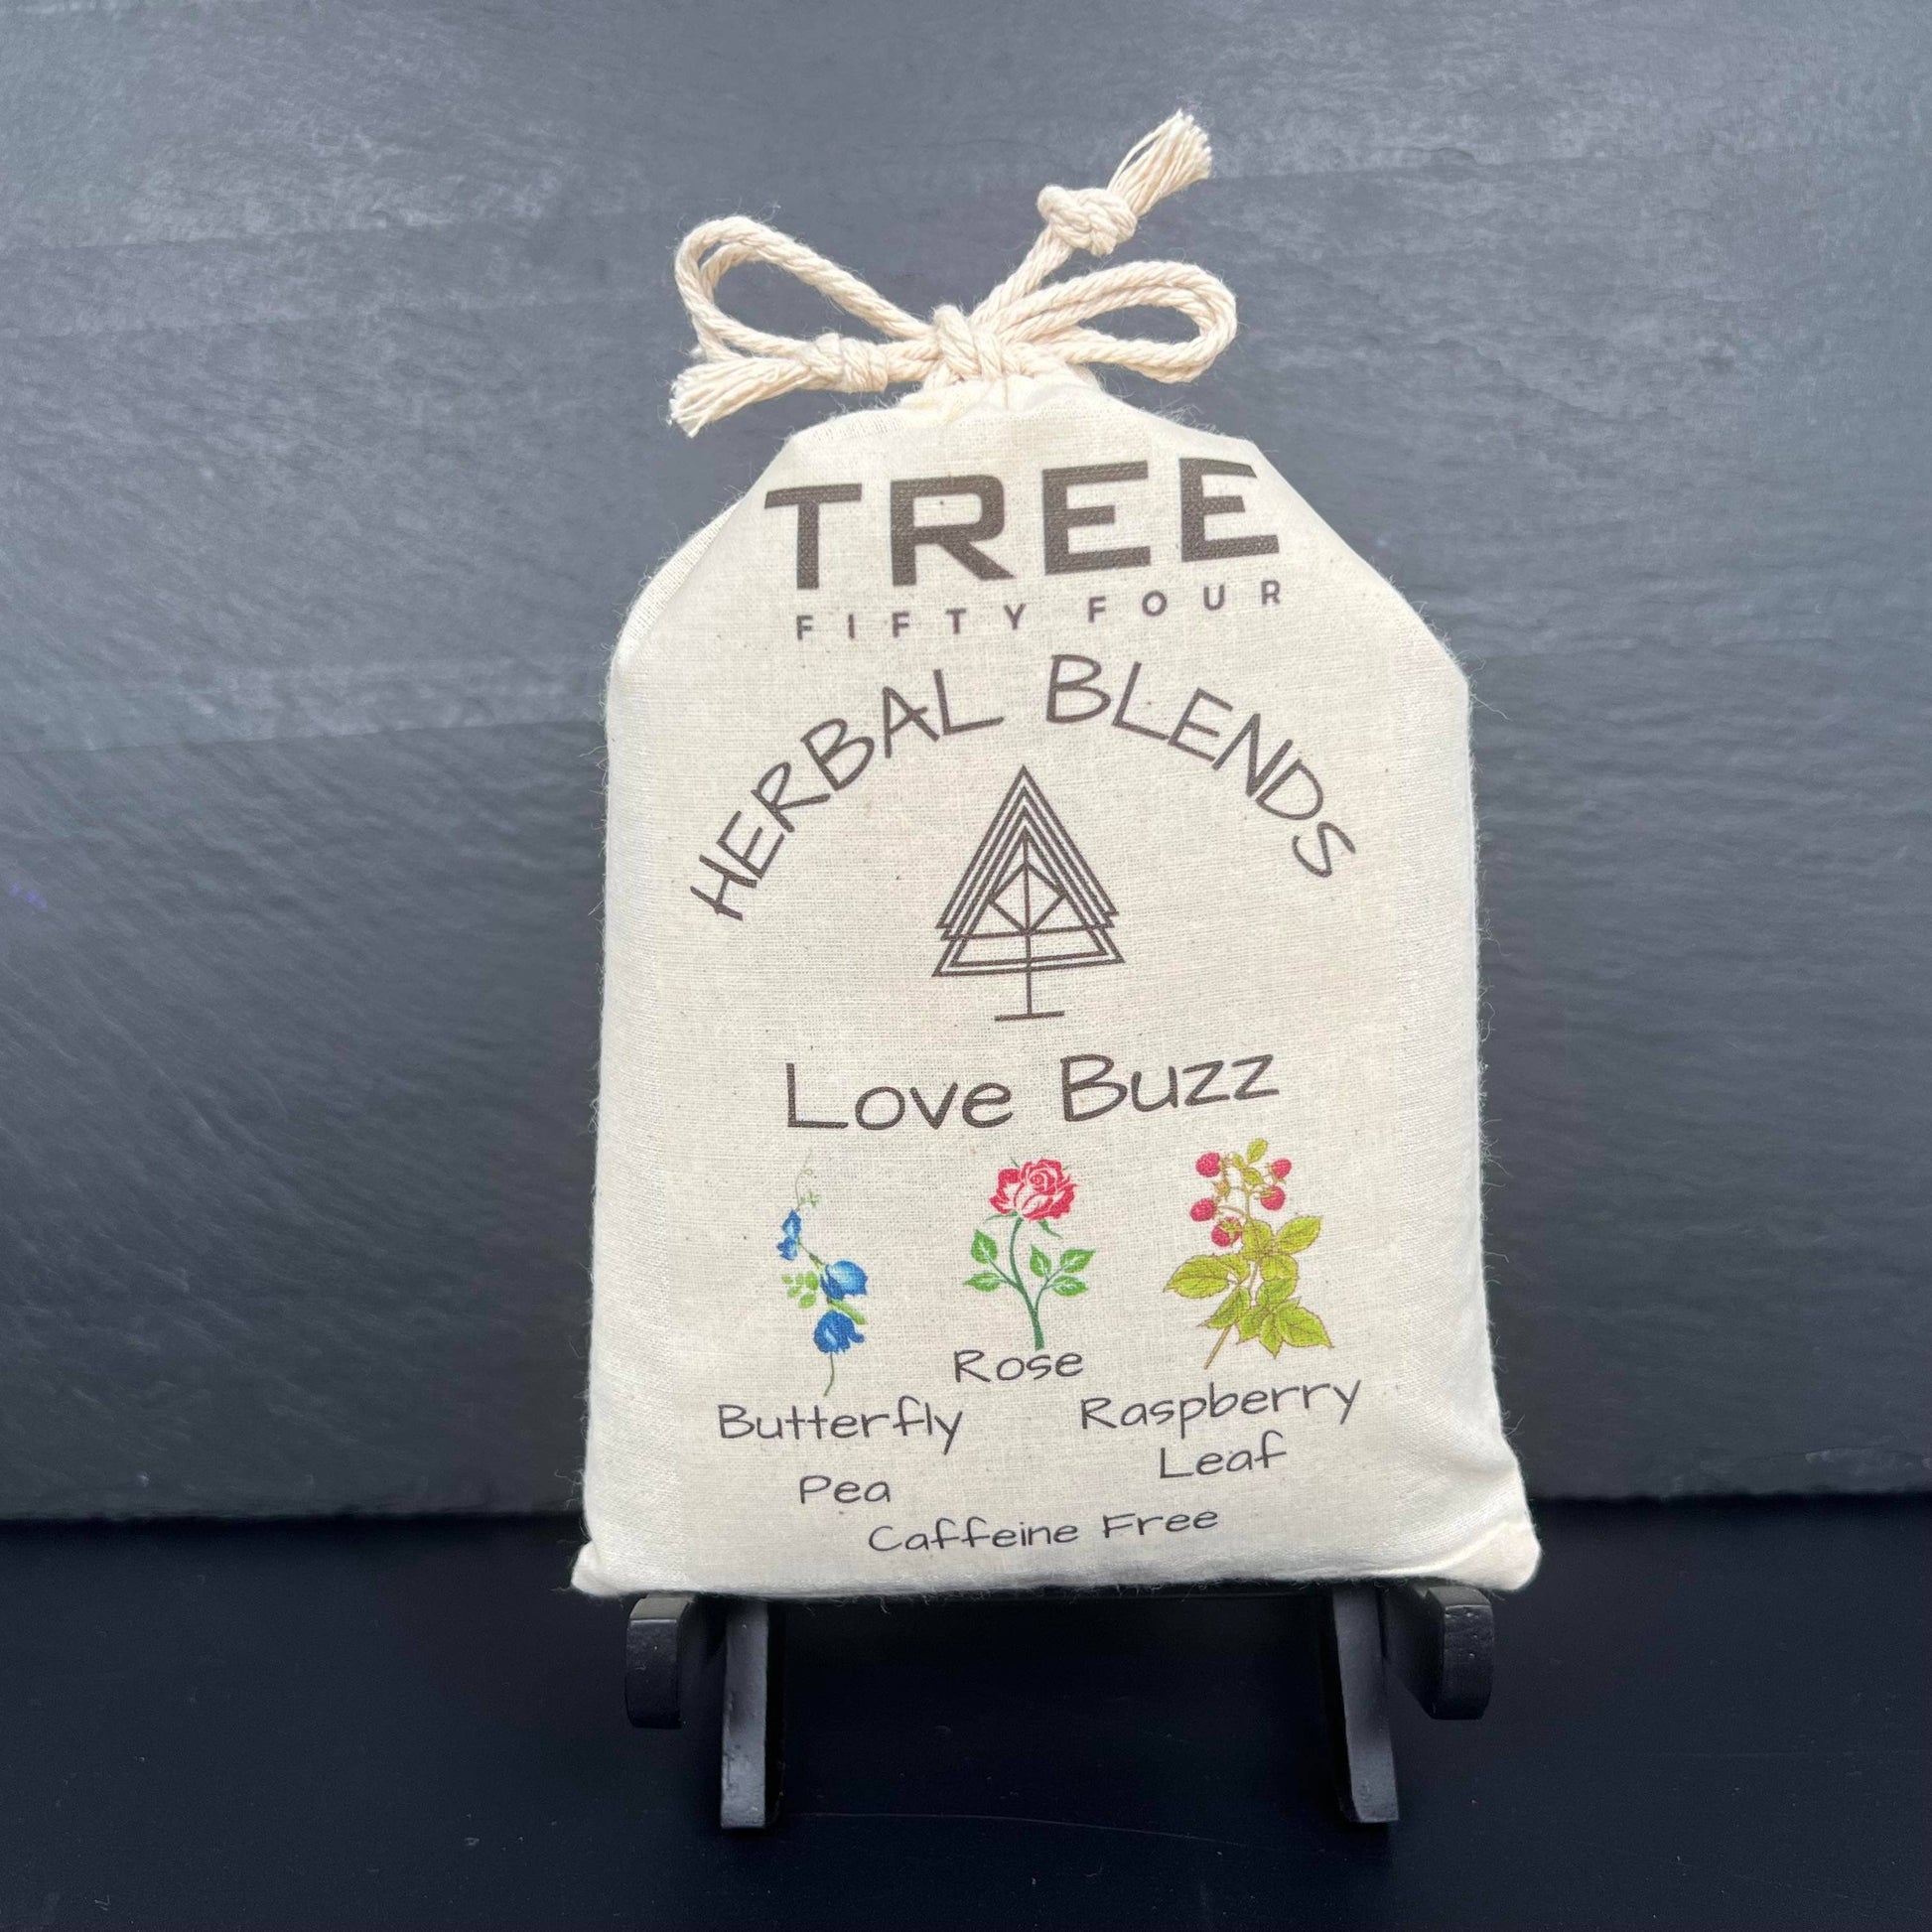 TREE
FIFTY FOUR
HERBAL BLENDS
Love Buzz
Rose
Butterfly
Pea
Raspberry
Leaf
Caffeine Free